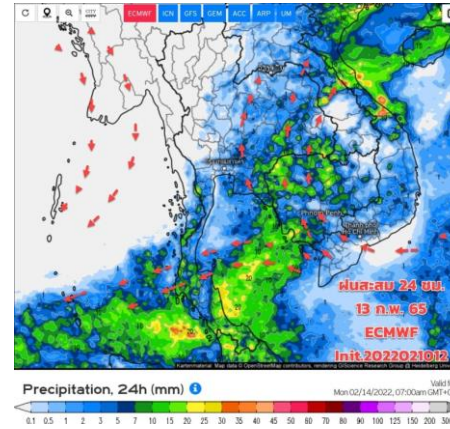 ECMWF ICN GFS GEM ACC ARP UM
ฝนสะสม 24 ชม.
13 ก.พ. 65
ECMWF
Init.2022021012
Precipitation, 24h (mm)
Mon 02/14/2022, 07:00am GMT+
0.1 0.5 1 2 3 5 7 10 15 20 25 30 35 40 45 50 60 70 80 90 100 125 150 200